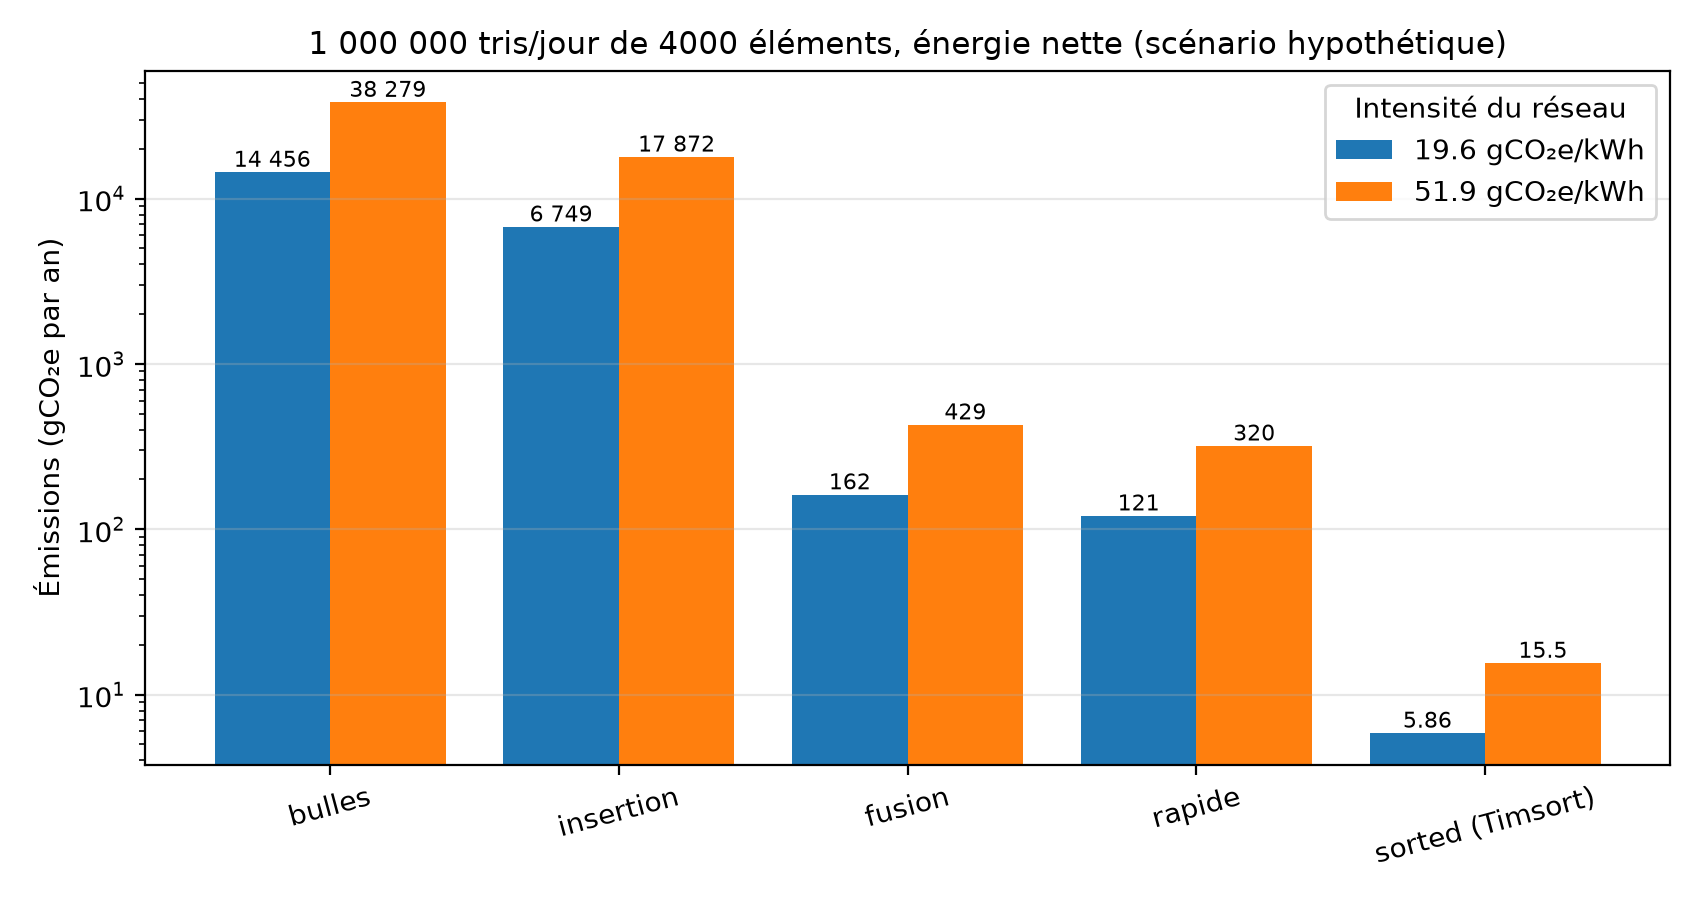 1 000 000 tris/jour de 4000 éléments, énergie nette (scénario hypothétique)
Intensité du réseau
19.6 gCO₂e/kWh
51.9 gCO₂e/kWh
Émissions (gCO₂e par an)
10⁴
10³
10²
10¹
14 456
38 279
6 749
17 872
162
429
121
320
5.86
15.5
bulles
insertion
fusion
rapide
sorted (Timsort)